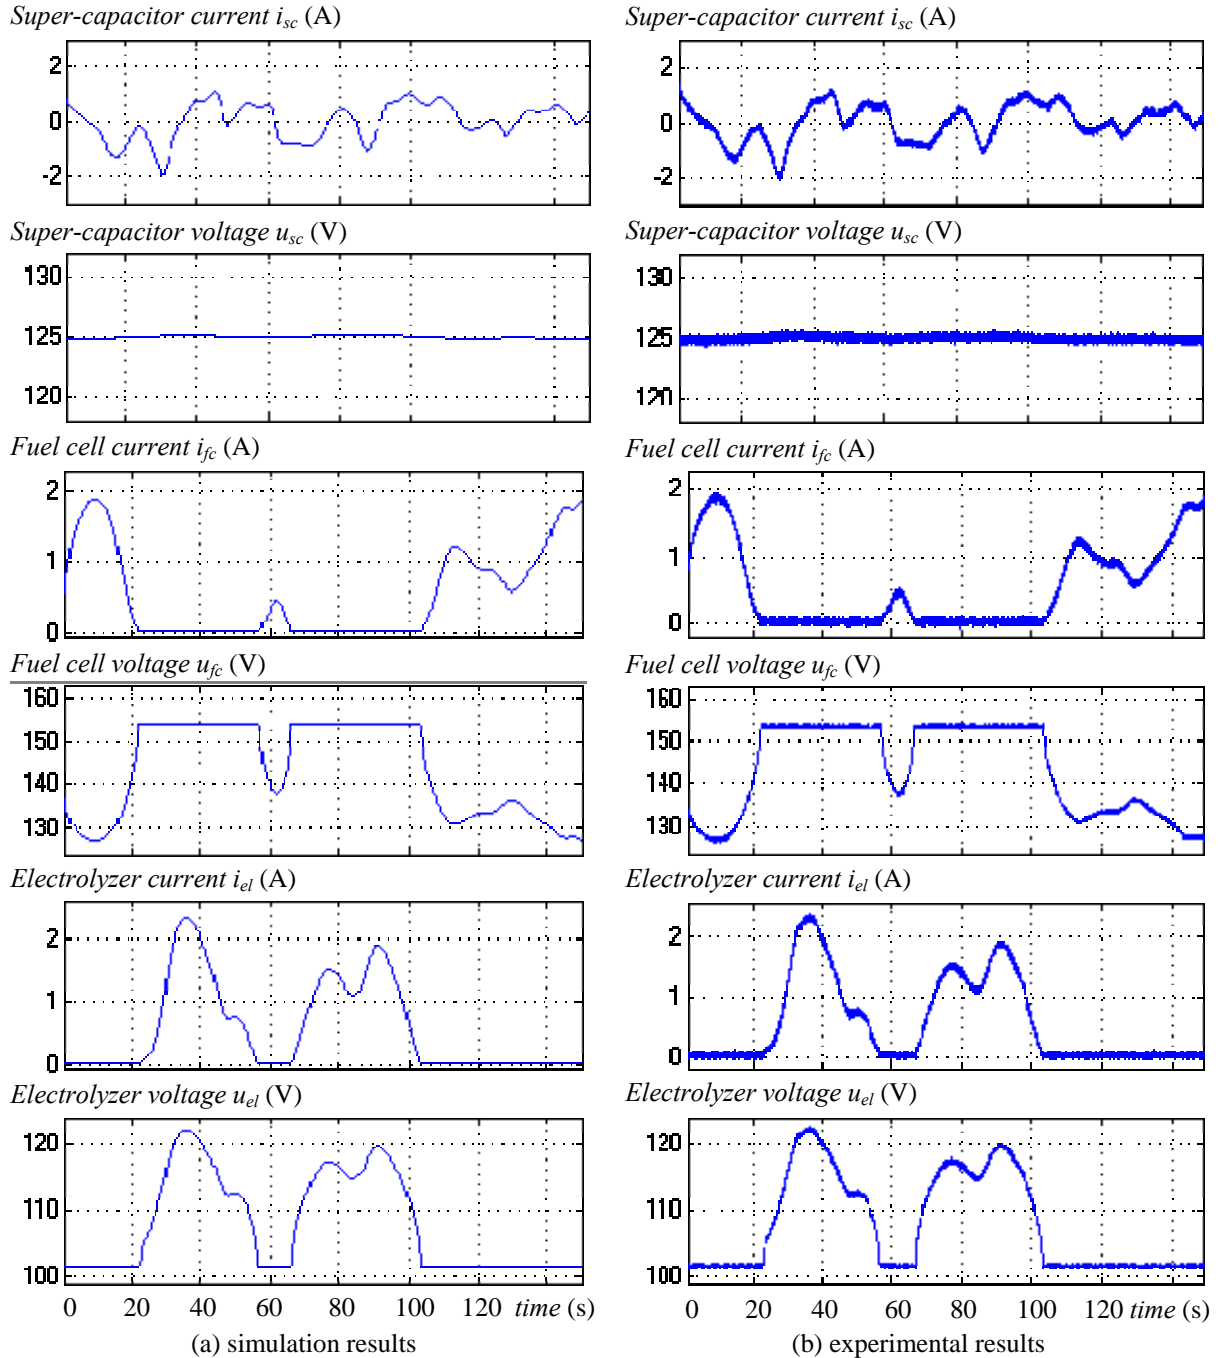 Super-capacitor current isc (A)
2
0
-2
Super-capacitor voltage usc (V)
130
125
120
Fuel cell current ifc (A)
2
1
0
Fuel cell voltage ufc (V)
160
150
140
130
Electrolyzer current iel (A)
2
1
0
Electrolyzer voltage uel (V)
120
110
100
0 20 40 60 80 100 120 time (s)
(a) simulation results
Super-capacitor current isc (A)
2
0
-2
Super-capacitor voltage usc (V)
130
125
120
Fuel cell current ifc (A)
2
1
0
Fuel cell voltage ufc (V)
160
150
140
130
Electrolyzer current iel (A)
2
1
0
Electrolyzer voltage uel (V)
120
110
100
0 20 40 60 80 100 120 time (s)
(b) experimental results